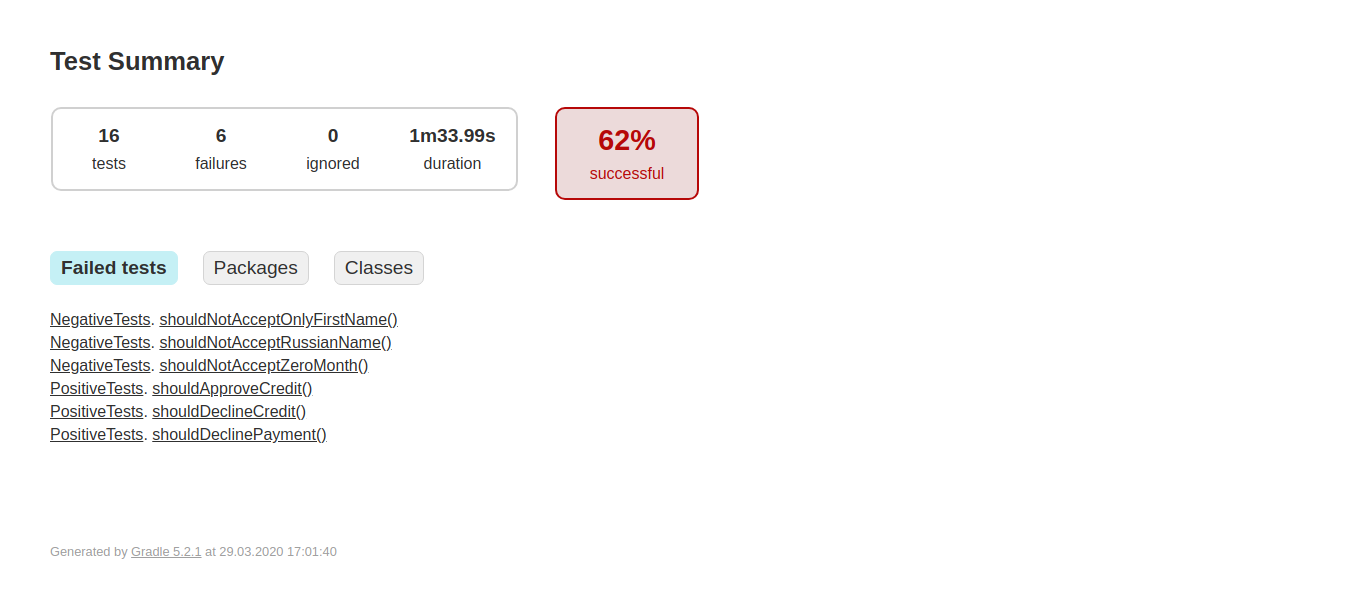 Test Summary
16 6 0 1m33.99s
tests failures ignored duration
62%
successful
Failed tests Packages Classes
NegativeTests. shouldNotAcceptOnlyFirstName()
NegativeTests. shouldNotAcceptRussianName()
NegativeTests. shouldNotAcceptZeroMonth()
PositiveTests. shouldApproveCredit()
PositiveTests. shouldDeclineCredit()
PositiveTests. shouldDeclinePayment()
Generated by Gradle 5.2.1 at 29.03.2020 17:01:40